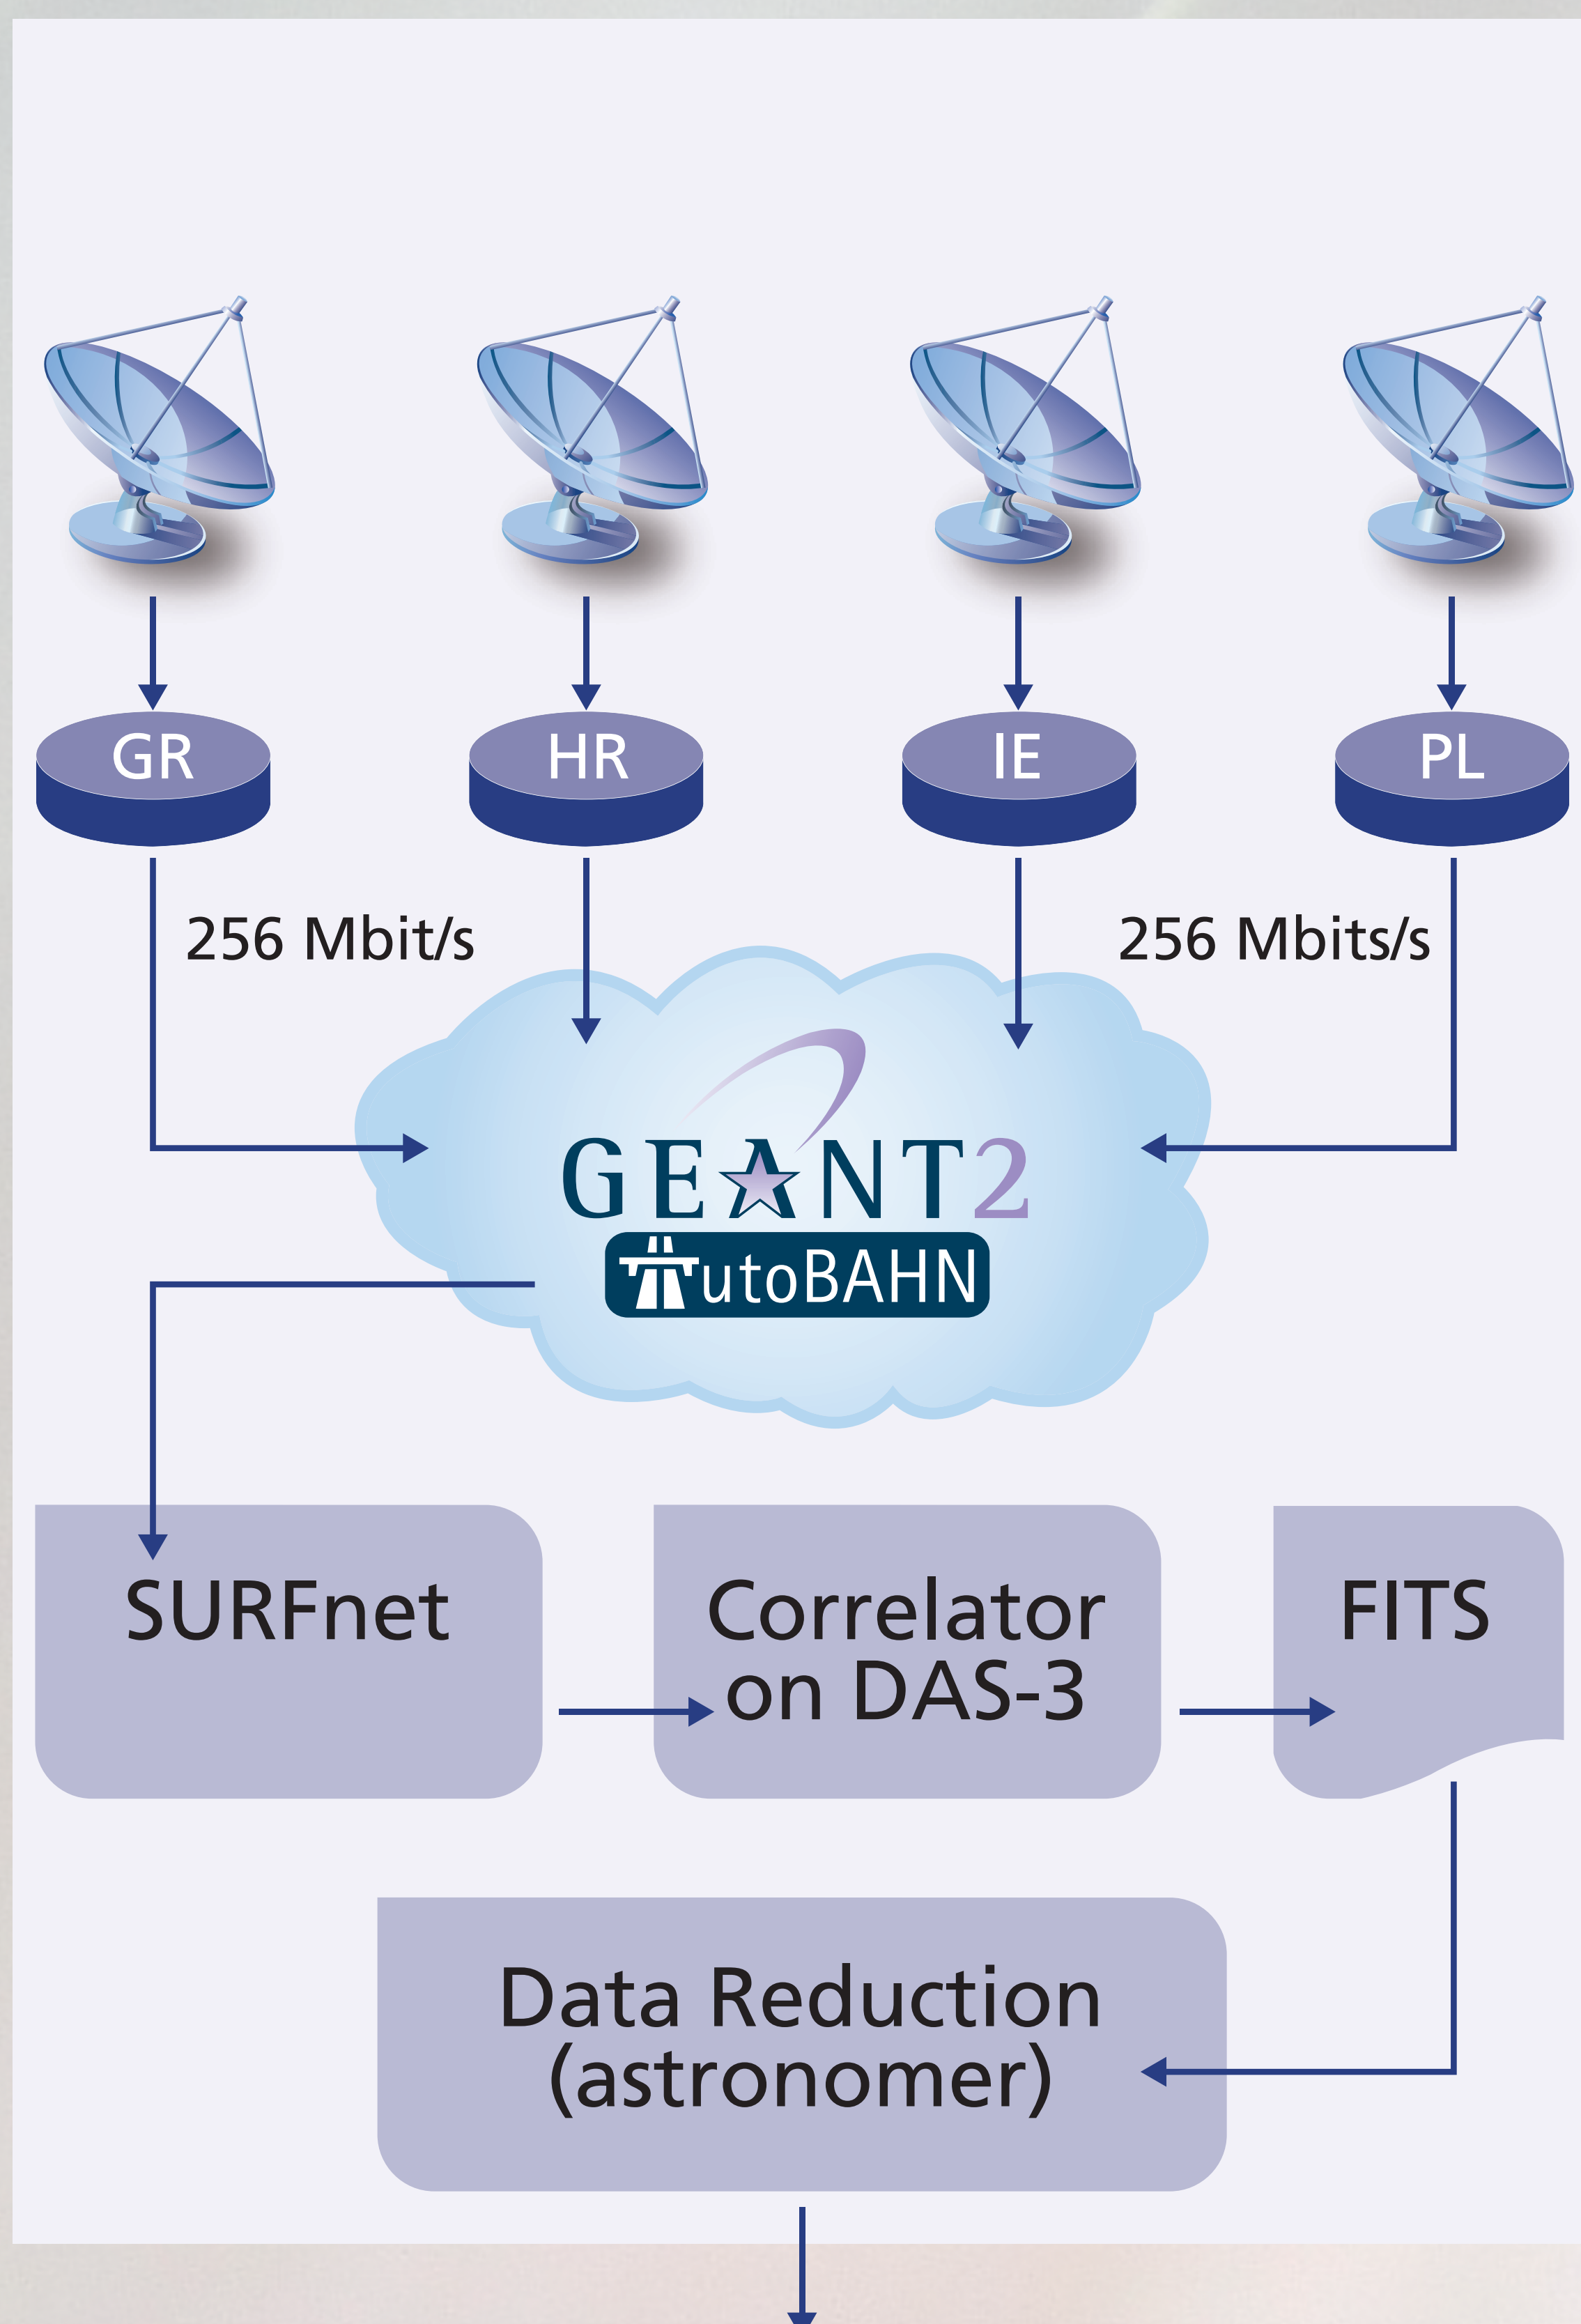 GR
HR
IE
PL
256 Mbit/s
256 Mbits/s
GEANT2
AutoBAHN
SURFnet
Correlator
on DAS-3
FITS
Data Reduction
(astronomer)